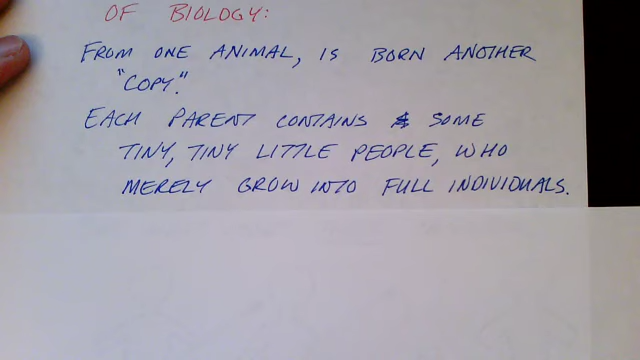 OF BIOLOGY:
FROM ONE ANIMAL, IS BORN ANOTHER
"COPY."
EACH PARENT CONTAINS SOME
TINY, TINY LITTLE PEOPLE, WHO
MERELY GROW INTO FULL INDIVIDUALS.